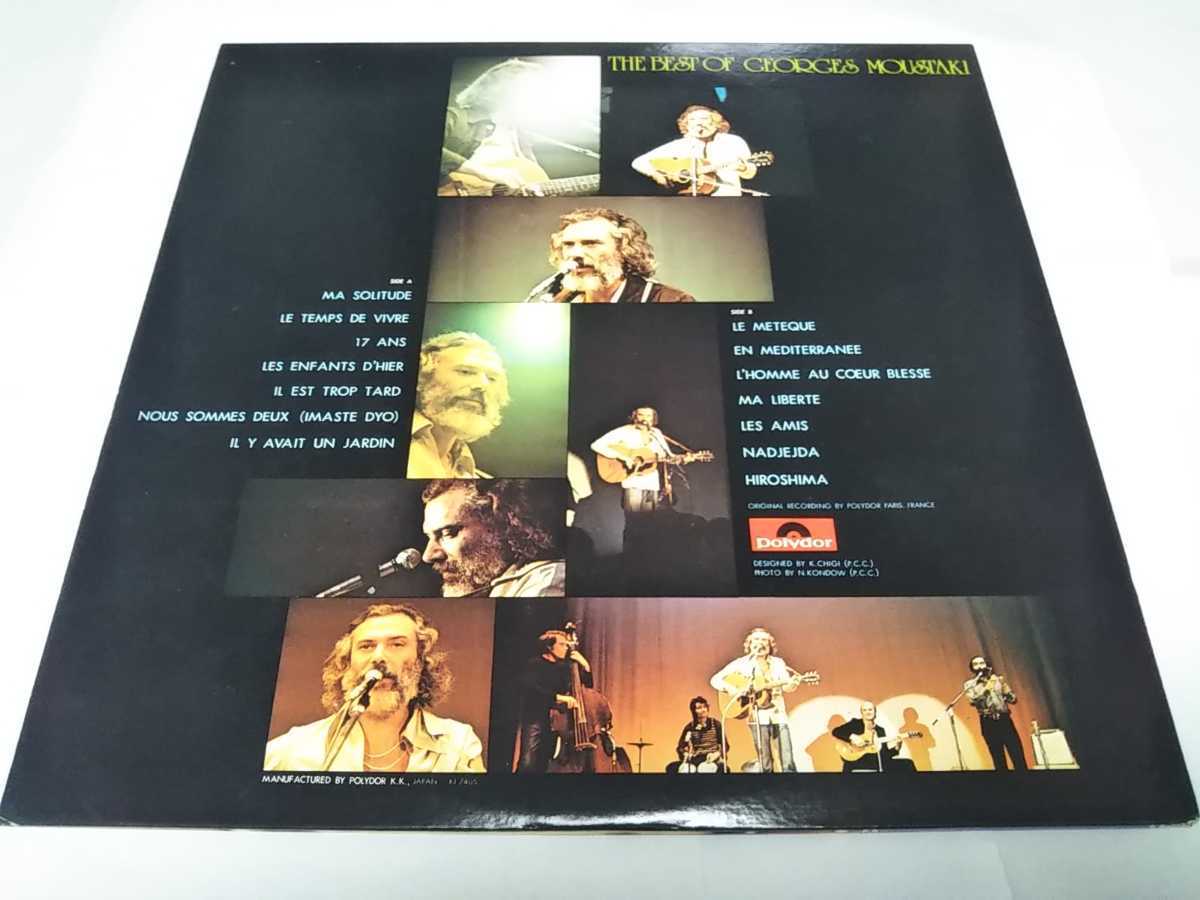 THE BEST OF GEORGES MOUSTAKI
SIDE A
MA SOLITUDE
LE TEMPS DE VIVRE
17 ANS
LES ENFANTS D'HIER
IL EST TROP TARD
NOUS SOMMES DEUX (IMASTE DYO)
IL Y AVAIT UN JARDIN
SIDE B
LE METEQUE
EN MEDITERRANEE
L'HOMME AU CŒUR BLESSE
MA LIBERTE
LES AMIS
NADJEJDA
HIROSHIMA
ORIGINAL RECORDING BY POLYDOR PARIS, FRANCE
polydor
DESIGNED BY K.CHIGI (P.C.C.)
PHOTO BY N.KONDOW (P.C.C.)
MANUFACTURED BY POLYDOR K.K., JAPAN